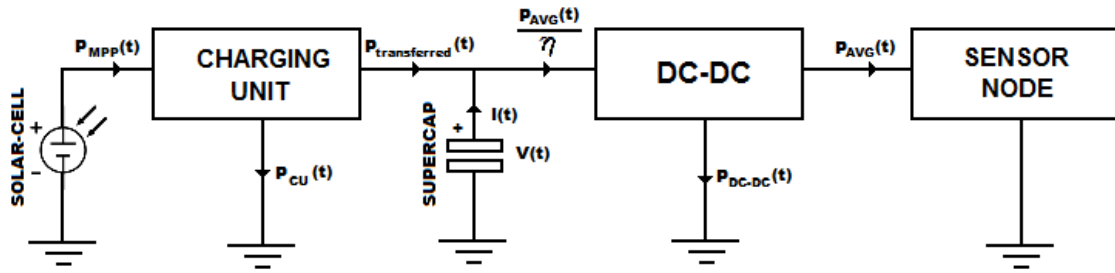 P_MPP(t)
CHARGING
UNIT
P_transferred(t)
P_AVG(t)
η
DC-DC
P_AVG(t)
SENSOR
NODE
SOLAR-CELL
+
-
P_CU(t)
SUPERCAP
+
I(t)
V(t)
P_DC-DC(t)